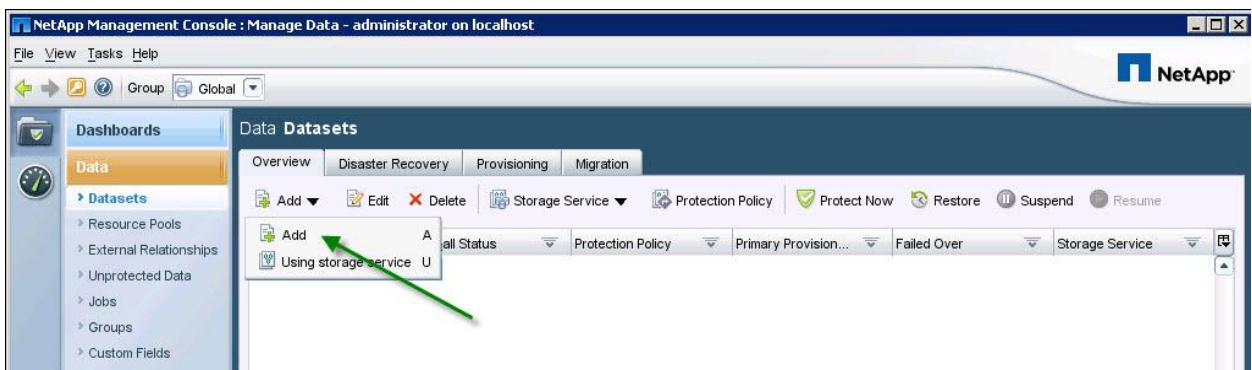 NetApp Management Console : Manage Data - administrator on localhost
File View Tasks Help
Group Global
NetApp
Dashboards
Data
Datasets
Resource Pools
External Relationships
Unprotected Data
Jobs
Groups
Custom Fields
Data Datasets
Overview Disaster Recovery Provisioning Migration
Add Edit Delete Storage Service Protection Policy Protect Now Restore Suspend Resume
Add A
Using storage service U
all Status Protection Policy Primary Provision... Failed Over Storage Service